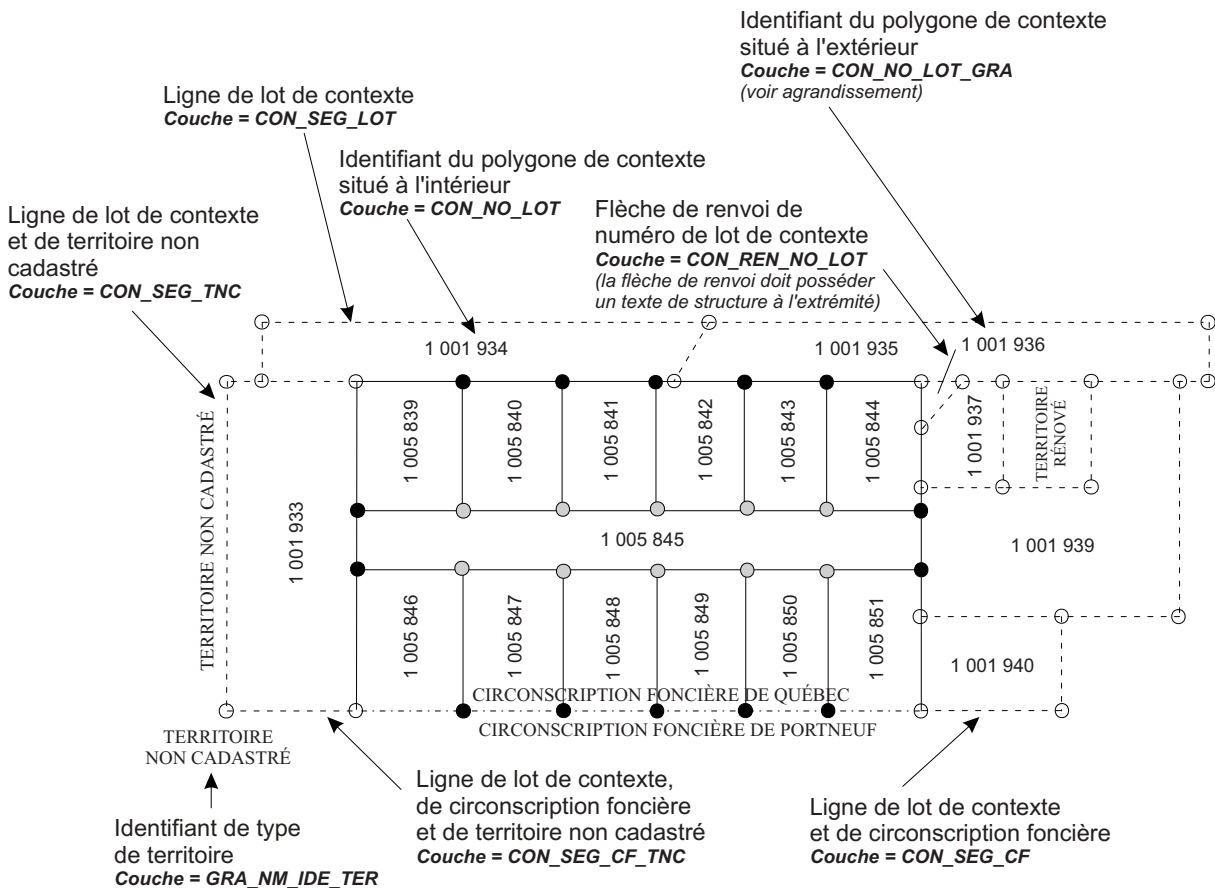 Identifiant du polygone de contexte
situé à l'extérieur
Couche = CON_NO_LOT_GRA
(voir agrandissement)
Ligne de lot de contexte
Couche = CON_SEG_LOT
Identifiant du polygone de contexte
situé à l'intérieur
Couche = CON_NO_LOT
Flèche de renvoi de
numéro de lot de contexte
Couche = CON_REN_NO_LOT
(la flèche de renvoi doit posséder
un texte de structure à l'extrémité)
Ligne de lot de contexte
et de territoire non
cadastré
Couche = CON_SEG_TNC
1 001 934
1 001 935
1 001 936
TERRITOIRE NON CADASTRÉ
1 001 933
1 005 839
1 005 840
1 005 841
1 005 842
1 005 843
1 005 844
1 001 937
TERRITOIRE
RÉNOVÉ
1 005 845
1 001 939
1 005 846
1 005 847
1 005 848
1 005 849
1 005 850
1 005 851
1 001 940
CIRCONSCRIPTION FONCIÈRE DE QUÉBEC
CIRCONSCRIPTION FONCIÈRE DE PORTNEUF
TERRITOIRE
NON CADASTRÉ
Identifiant de type
de territoire
Couche = GRA_NM_IDE_TER
Ligne de lot de contexte,
de circonscription foncière
et de territoire non cadastré
Couche = CON_SEG_CF_TNC
Ligne de lot de contexte
et de circonscription foncière
Couche = CON_SEG_CF